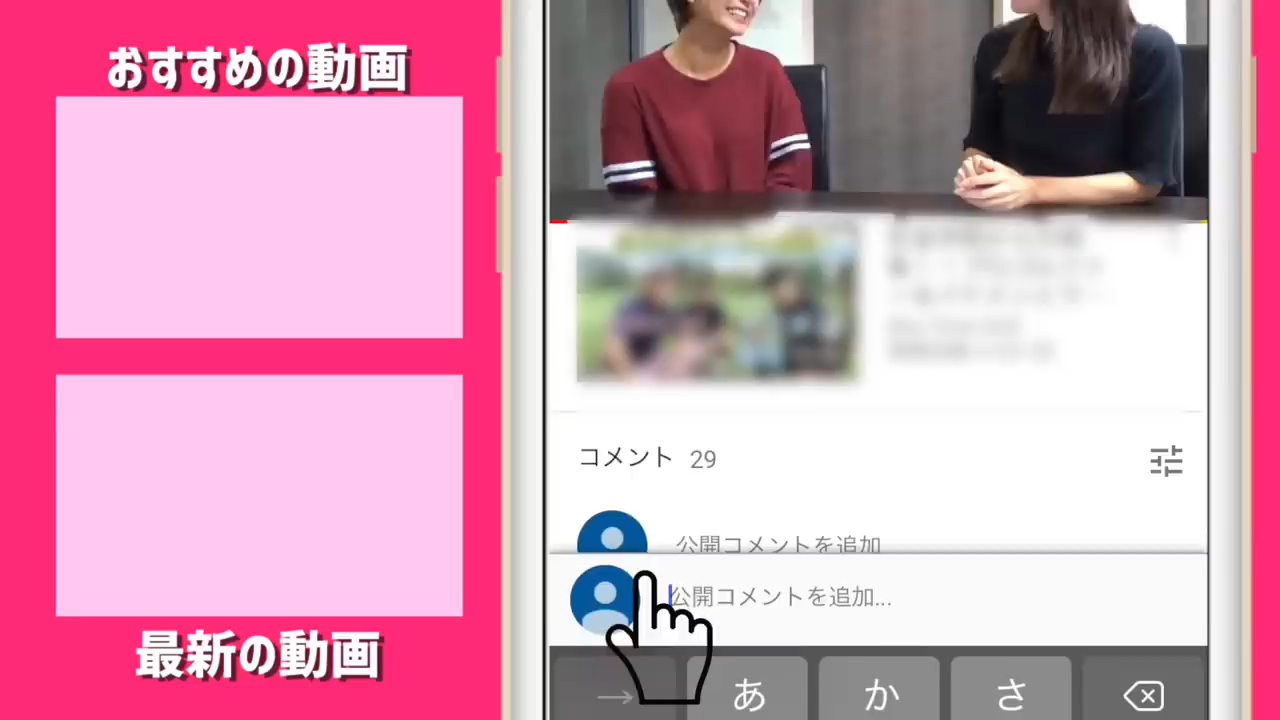 おすすめの動画
最新の動画
コメント 29
公開コメントを追加
公開コメントを追加...
→ あ か さ